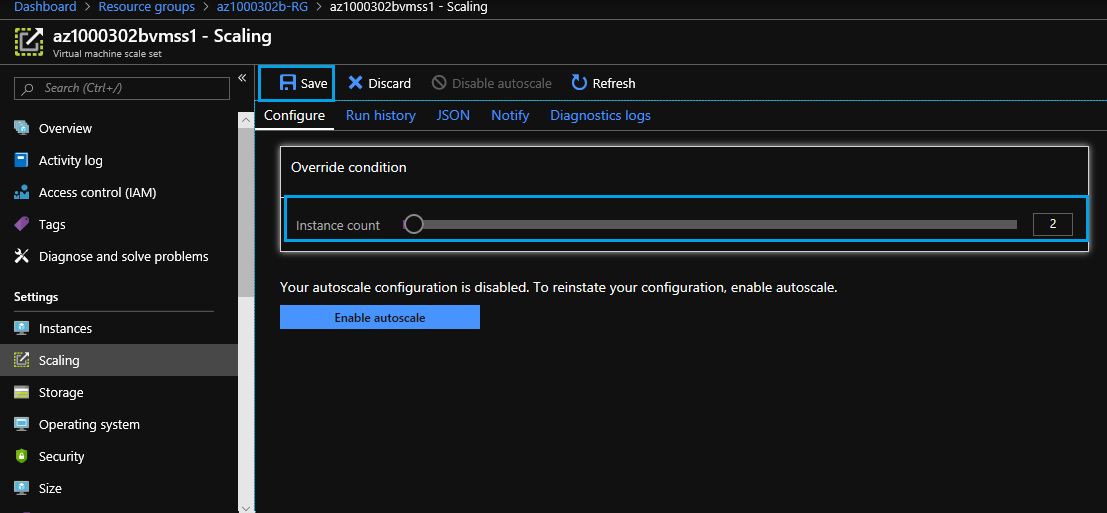 Dashboard > Resource groups > az1000302b-RG > az1000302bvmss1 - Scaling
az1000302bvmss1 - Scaling
Virtual machine scale set
Search (Ctrl+/)
«
Overview
Activity log
Access control (IAM)
Tags
Diagnose and solve problems
Settings
Instances
Scaling
Storage
Operating system
Security
Size
Save Discard Disable autoscale Refresh
Configure Run history JSON Notify Diagnostics logs
Override condition
Instance count 2
Your autoscale configuration is disabled. To reinstate your configuration, enable autoscale.
Enable autoscale